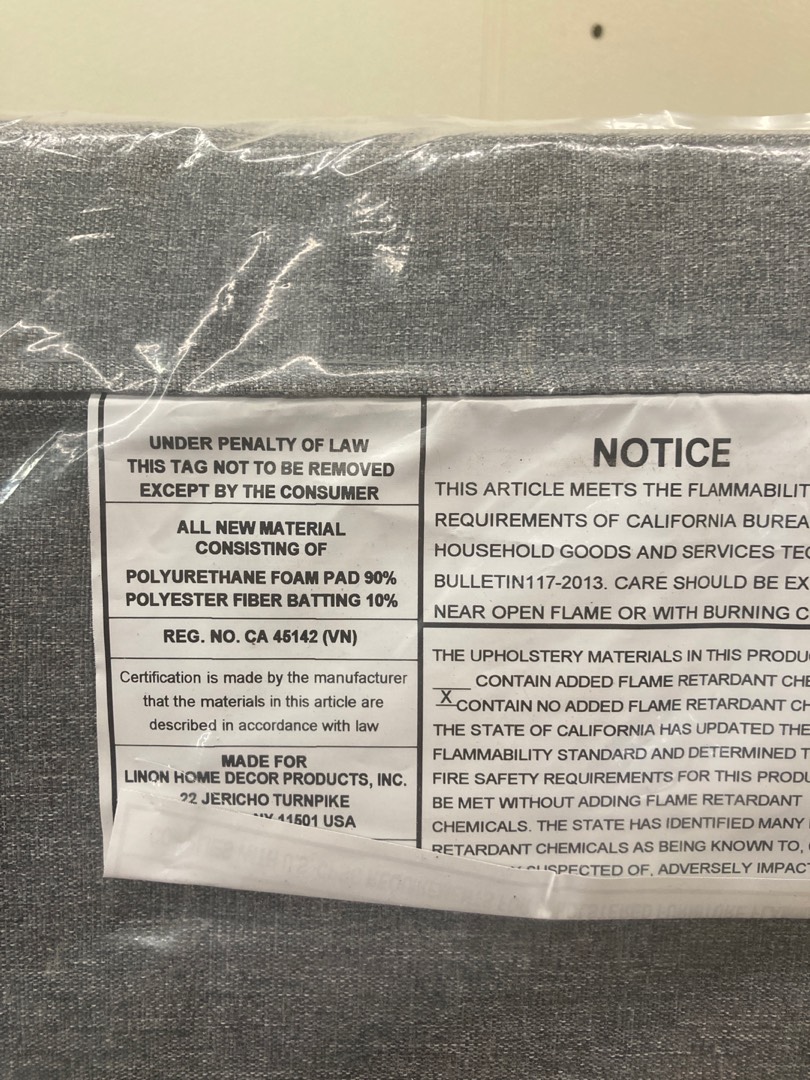 UNDER PENALTY OF LAW
THIS TAG NOT TO BE REMOVED
EXCEPT BY THE CONSUMER
ALL NEW MATERIAL
CONSISTING OF
POLYURETHANE FOAM PAD 90%
POLYESTER FIBER BATTING 10%
REG. NO. CA 45142 (VN)
Certification is made by the manufacturer
that the materials in this article are
described in accordance with law
MADE FOR
LINON HOME DECOR PRODUCTS, INC.
22 JERICHO TURNPIKE
NY 11501 USA
NOTICE
THIS ARTICLE MEETS THE FLAMMABILIT
REQUIREMENTS OF CALIFORNIA BUREA
HOUSEHOLD GOODS AND SERVICES TEC
BULLETIN117-2013. CARE SHOULD BE EX
NEAR OPEN FLAME OR WITH BURNING C
THE UPHOLSTERY MATERIALS IN THIS PRODU
___ CONTAIN ADDED FLAME RETARDANT CHE
_X_CONTAIN NO ADDED FLAME RETARDANT CH
THE STATE OF CALIFORNIA HAS UPDATED THE
FLAMMABILITY STANDARD AND DETERMINED T
FIRE SAFETY REQUIREMENTS FOR THIS PRODU
BE MET WITHOUT ADDING FLAME RETARDANT
CHEMICALS. THE STATE HAS IDENTIFIED MANY
RETARDANT CHEMICALS AS BEING KNOWN TO,
SUSPECTED OF, ADVERSELY IMPACT